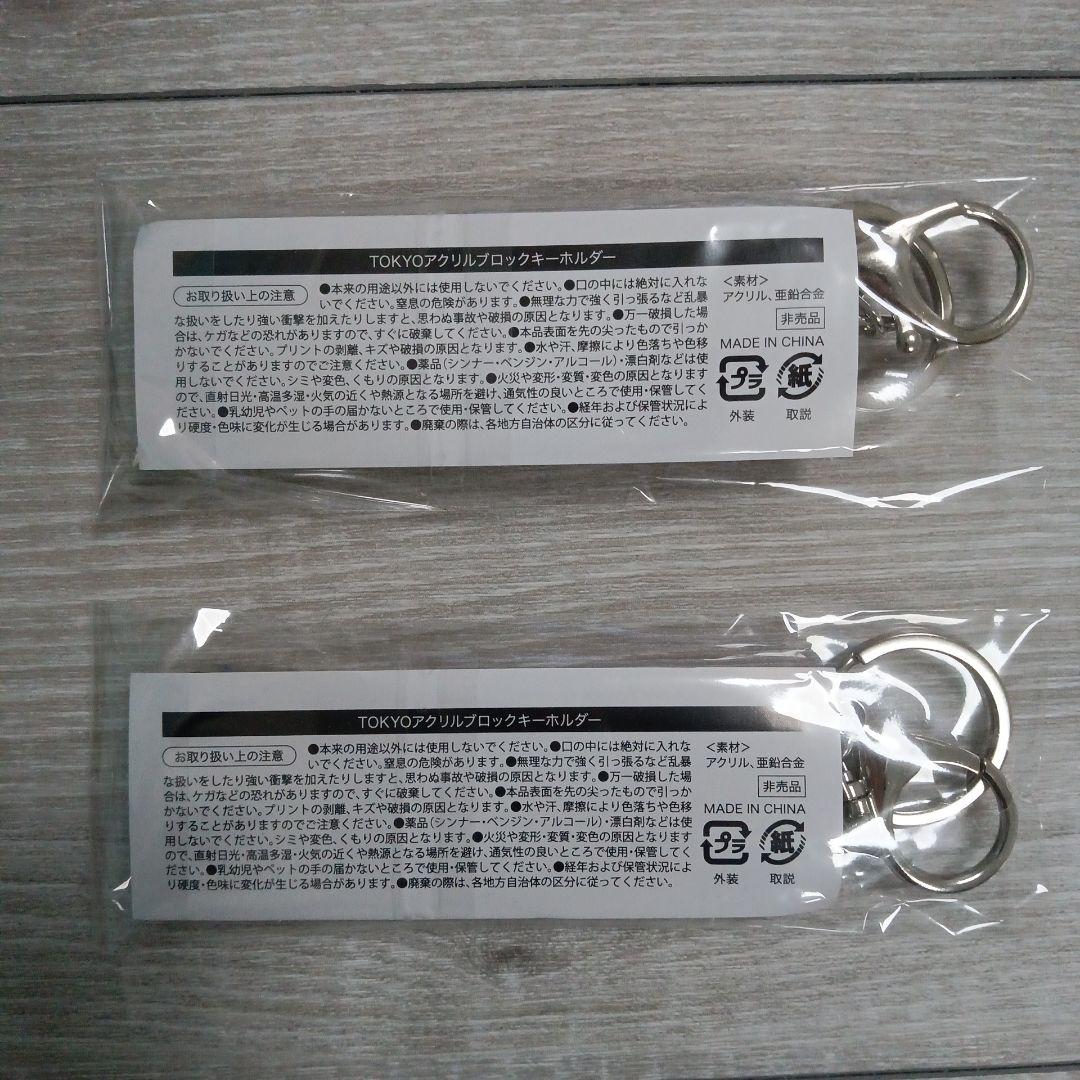 TOKYOアクリルブロックキーホルダー
お取り扱い上の注意
●本来の用途以外には使用しないでください。●口の中には絶対に入れな
いでください。窒息の危険があります。●無理な力で強く引っ張るなど乱暴
な扱いをしたり強い衝撃を加えたりしますと、思わぬ事故や破損の原因となります。●万一破損した場
合は、ケガなどの恐れがありますので、すぐに破棄してください。●本品表面を先の尖ったもので引っか
かないでください。プリントの剥離、キズや破損の原因となります。●水や汗、摩擦により色落ちや色移
りすることがありますのでご注意ください。●薬品（シンナー・ベンジン・アルコール）・漂白剤などは使
用しないでください。シミや変色、くもりの原因となります。●火災や変形・変質・変色の原因となります
ので、直射日光・高温多湿・火気の近くや熱源となる場所を避け、通気性の良いところで使用・保管してく
ださい。●乳幼児やペットの手の届かないところで使用・保管してください。●経年および保管状況によ
り硬度・色味に変化が生じる場合があります。●廃棄の際は、各地方自治体の区分に従ってください。
＜素材＞
アクリル、亜鉛合金
非売品
MADE IN CHINA
プラ 紙
外装 取説
TOKYOアクリルブロックキーホルダー
お取り扱い上の注意
●本来の用途以外には使用しないでください。●口の中には絶対に入れな
いでください。窒息の危険があります。●無理な力で強く引っ張るなど乱暴
な扱いをしたり強い衝撃を加えたりしますと、思わぬ事故や破損の原因となります。●万一破損した場
合は、ケガなどの恐れがありますので、すぐに破棄してください。●本品表面を先の尖ったもので引っか
かないでください。プリントの剥離、キズや破損の原因となります。●水や汗、摩擦により色落ちや色移
りすることがありますのでご注意ください。●薬品（シンナー・ベンジン・アルコール）・漂白剤などは使
用しないでください。シミや変色、くもりの原因となります。●火災や変形・変質・変色の原因となります
ので、直射日光・高温多湿・火気の近くや熱源となる場所を避け、通気性の良いところで使用・保管してく
ださい。●乳幼児やペットの手の届かないところで使用・保管してください。●経年および保管状況によ
り硬度・色味に変化が生じる場合があります。●廃棄の際は、各地方自治体の区分に従ってください。
＜素材＞
アクリル、亜鉛合金
非売品
MADE IN CHINA
プラ 紙
外装 取説